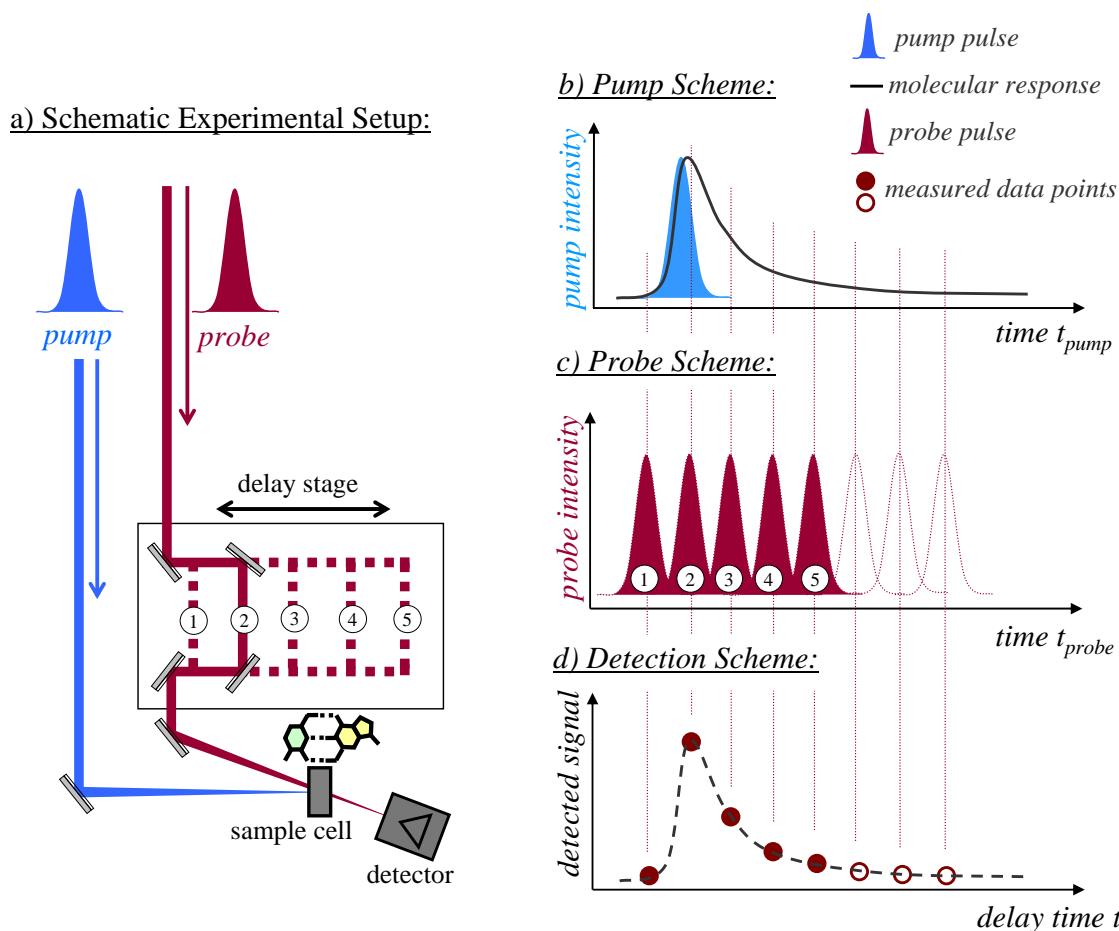 a) Schematic Experimental Setup:
pump
probe
delay stage
1
2
3
4
5
sample cell
detector
pump pulse
molecular response
probe pulse
measured data points
b) Pump Scheme:
pump intensity
time t_pump
c) Probe Scheme:
probe intensity
1
2
3
4
5
time t_probe
d) Detection Scheme:
detected signal
delay time t